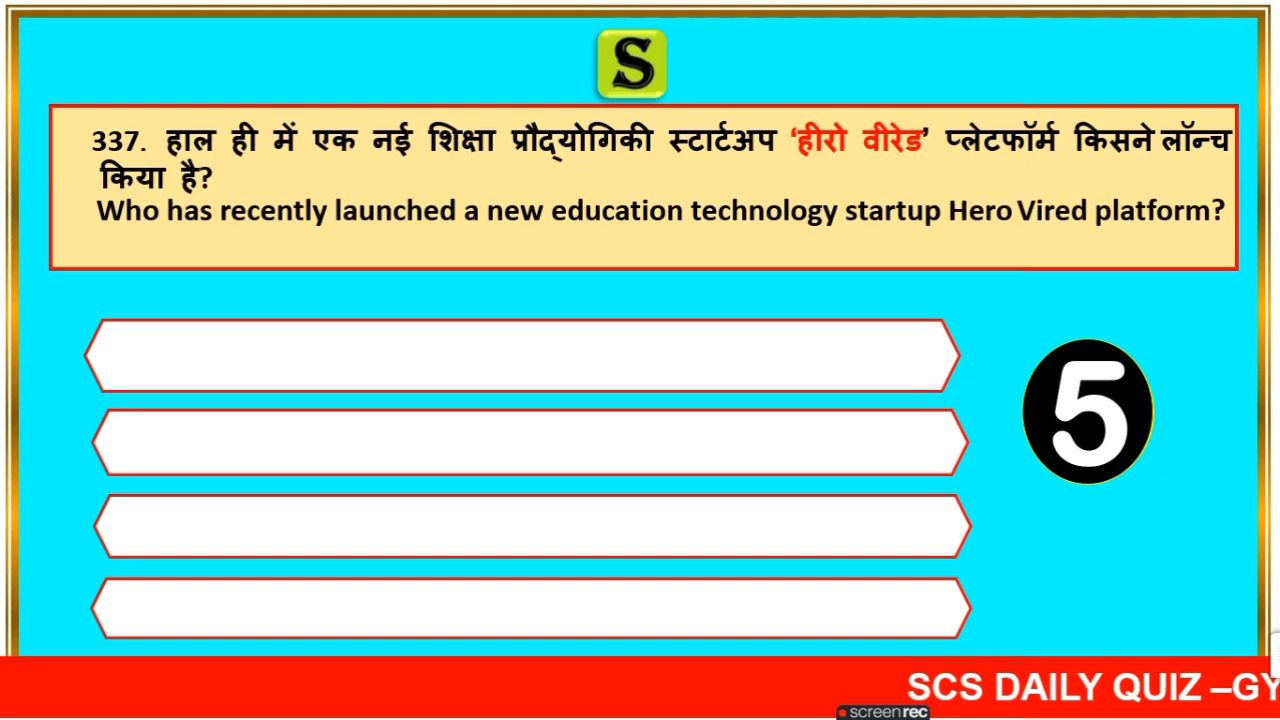 S
337. हाल ही में एक नई शिक्षा प्रौद्योगिकी स्टार्टअप ‘हीरो वीरेड’ प्लेटफॉर्म किसने लॉन्च
किया है?
Who has recently launched a new education technology startup Hero Vired platform?
5
SCS DAILY QUIZ –GY
screenrec